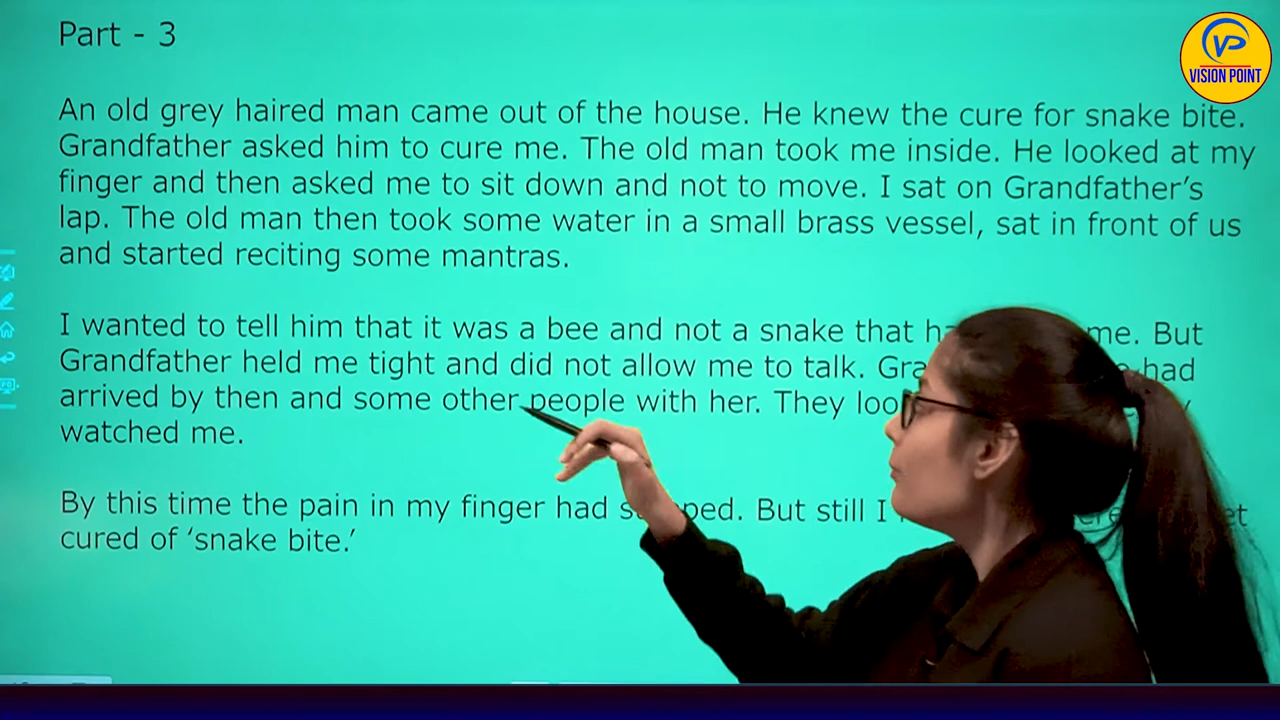 Part - 3
VP
VISION POINT
An old grey haired man came out of the house. He knew the cure for snake bite.
Grandfather asked him to cure me. The old man took me inside. He looked at my
finger and then asked me to sit down and not to move. I sat on Grandfather's
lap. The old man then took some water in a small brass vessel, sat in front of us
and started reciting some mantras.
I wanted to tell him that it was a bee and not a snake that me. But
Grandfather held me tight and did not allow me to talk. had
arrived by then and some other people with her. They
watched me.
By this time the pain in my finger had But still I
cured of 'snake bite.'